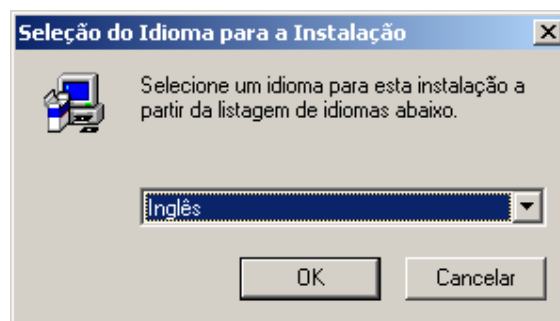 Seleção do Idioma para a Instalação
Selecione um idioma para esta instalação a
partir da listagem de idiomas abaixo.
Inglês
OK
Cancelar